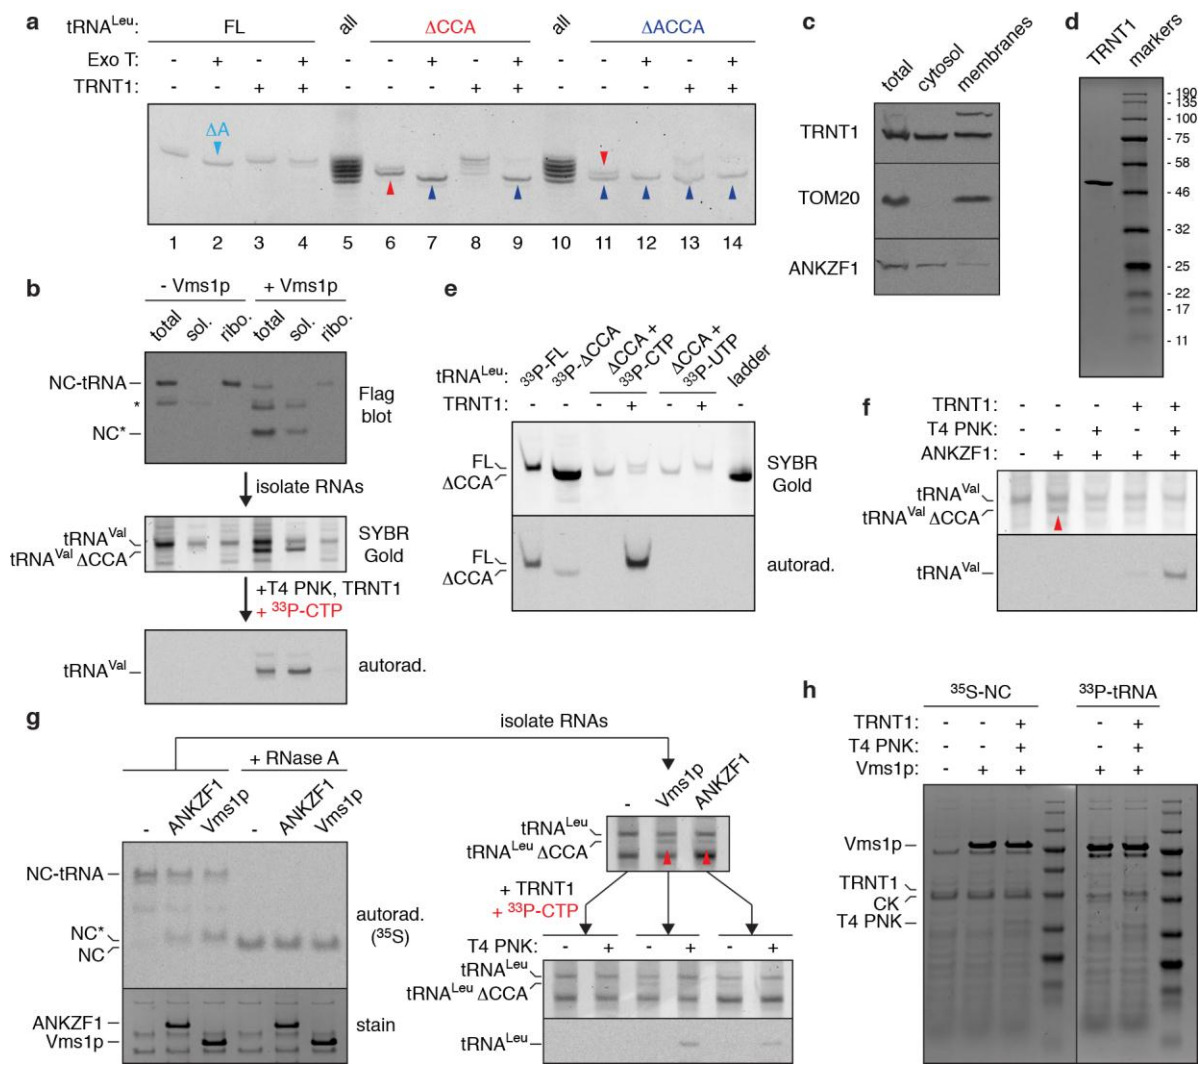 a
tRNA^Leu: FL all ΔCCA all ΔACCA
Exo T: - + - + - - + - + - - + - +
TRNT1: - - + + - - - + + - - - + +
ΔA
1 2 3 4 5 6 7 8 9 10 11 12 13 14
b
- Vms1p + Vms1p
total sol. ribo. total sol. ribo.
NC-tRNA
*
NC*
Flag
blot
isolate RNAs
tRNA^Val
tRNA^Val ΔCCA
SYBR
Gold
+T4 PNK, TRNT1
+ ³³P-CTP
tRNA^Val
autorad.
c
total cytosol membranes
TRNT1
TOM20
ANKZF1
d
TRNT1 markers
- 190
- 135
- 100
- 75
- 58
- 46
- 32
- 25
- 22
- 17
- 11
e
tRNA^Leu: ³³P-FL ³³P-ΔCCA ΔCCA + ³³P-CTP ΔCCA + ³³P-UTP ladder
TRNT1: - - - + - + -
FL
ΔCCA
SYBR
Gold
FL
ΔCCA
autorad.
f
TRNT1: - - - + +
T4 PNK: - - + - +
ANKZF1: - + + + +
tRNA^Val
tRNA^Val ΔCCA
tRNA^Val
g
isolate RNAs
+ RNase A
- ANKZF1 Vms1p - ANKZF1 Vms1p
NC-tRNA
NC*
NC
autorad.
(³⁵S)
ANKZF1
Vms1p
stain
- Vms1p ANKZF1
tRNA^Leu
tRNA^Leu ΔCCA
+ TRNT1
+ ³³P-CTP
T4 PNK: - + - + - +
tRNA^Leu
tRNA^Leu ΔCCA
tRNA^Leu
h
³⁵S-NC ³³P-tRNA
TRNT1: - - + - +
T4 PNK: - - + - +
Vms1p: - + + + +
Vms1p
TRNT1
CK
T4 PNK